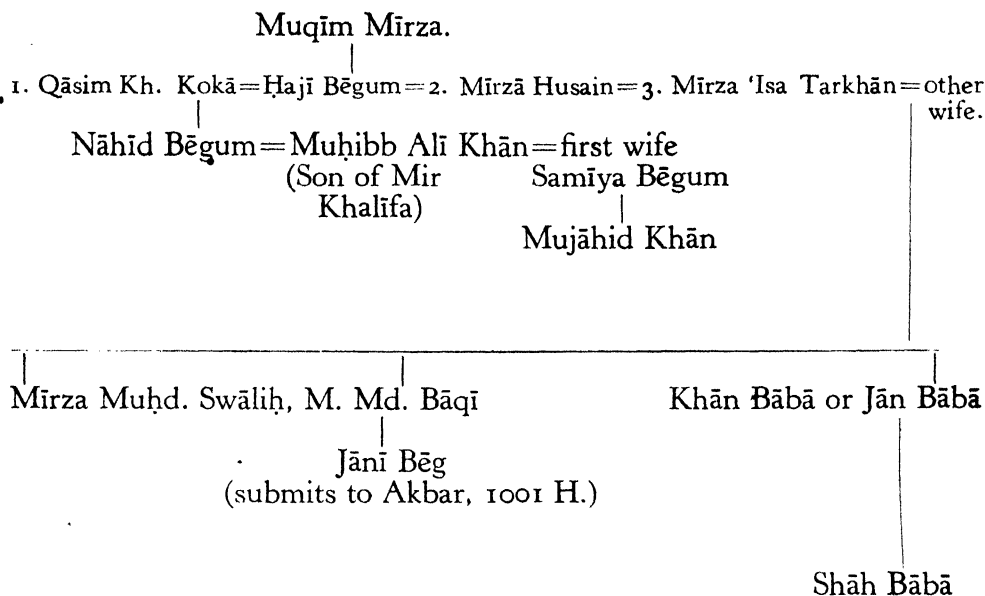 Muqīm Mīrza.
1. Qāsim Kh. Kokā=Ḥajī Bēgum=2. Mīrzā Husain=3. Mīrza ‘Isa Tarkhān=other
wife.
Nāhīd Bēgum=Muḥibb Alī Khān=first wife
(Son of Mir Samīya Bēgum
Khalīfa)
Mujāhid Khān
Mīrza Muḥd. Swāliḥ, M. Md. Bāqī Khān Bābā or Jān Bābā
Jānī Bēg
(submits to Akbar, 1001 H.)
Shāh Bābā